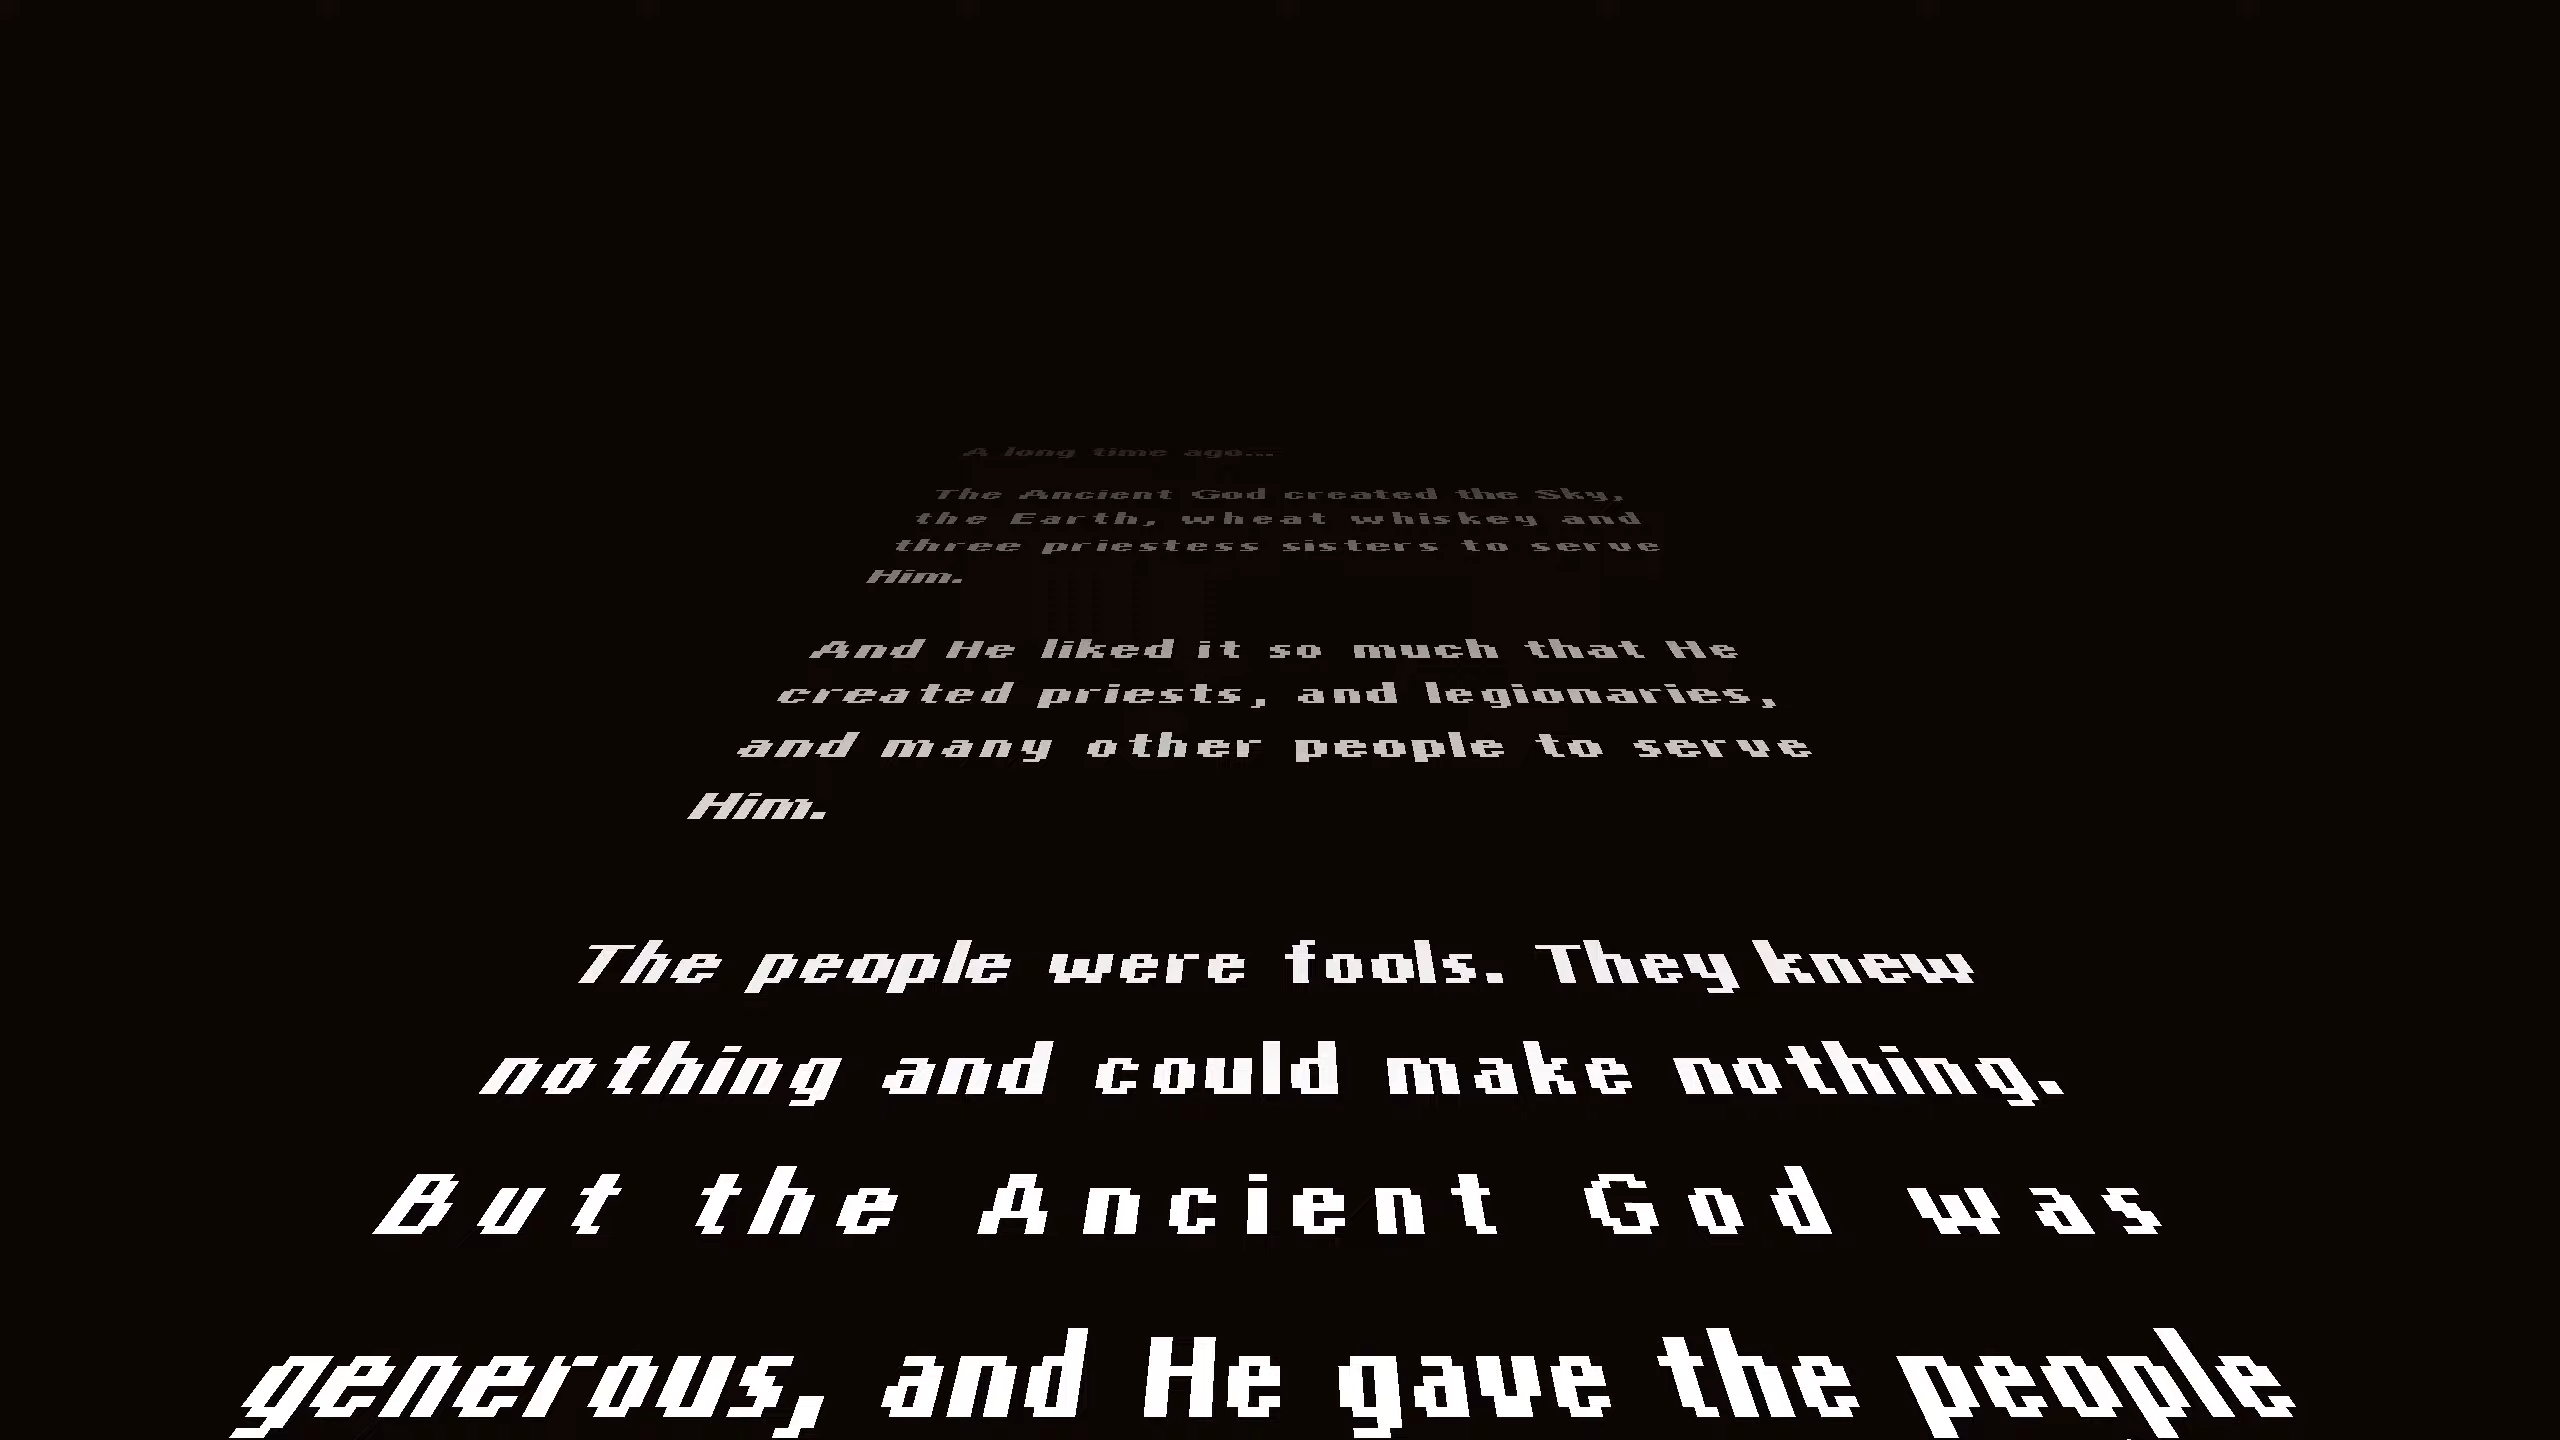 A long time ago...
The Ancient God created the Sky,
the Earth, wheat whiskey and
three priestess sisters to serve
Him.
And He liked it so much that He
created priests, and legionaries,
and many other people to serve
Him.
The people were fools. They knew
nothing and could make nothing.
But the Ancient God was
generous, and He gave the people